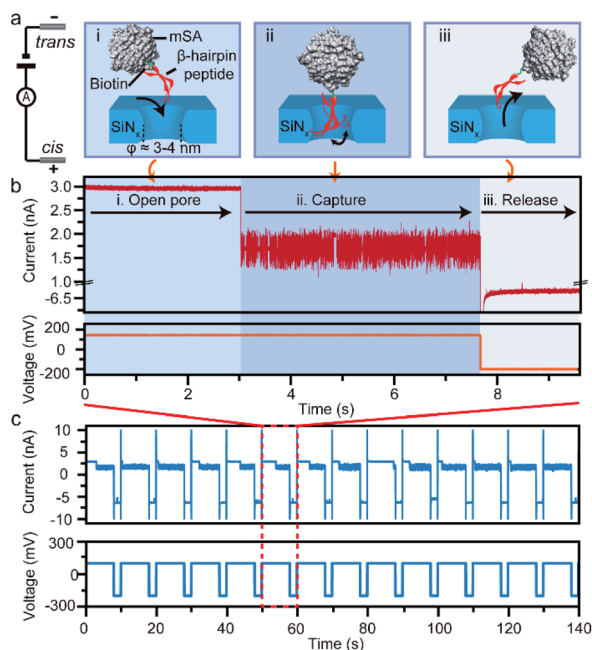 a
−
trans
A
cis
+
i
mSA
β-hairpin
peptide
Biotin
SiNx
φ ≈ 3-4 nm
ii
SiNx
iii
SiNx
b
Current (nA)
3.0
2.5
2.0
1.5
1.0
-6.5
i. Open pore
ii. Capture
iii. Release
Voltage (mV)
200
0
-200
0 2 4 6 8
Time (s)
c
Current (nA)
10
5
0
-5
-10
Voltage (mV)
300
0
-300
0 20 40 60 80 100 120 140
Time (s)